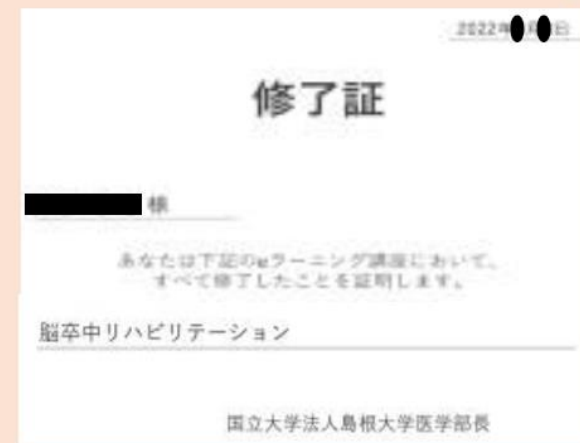 2022年 月 日
修了証
様
あなたは下記のeラーニング講座において、
すべて修了したことを証明します。
脳卒中リハビリテーション
国立大学法人島根大学医学部長